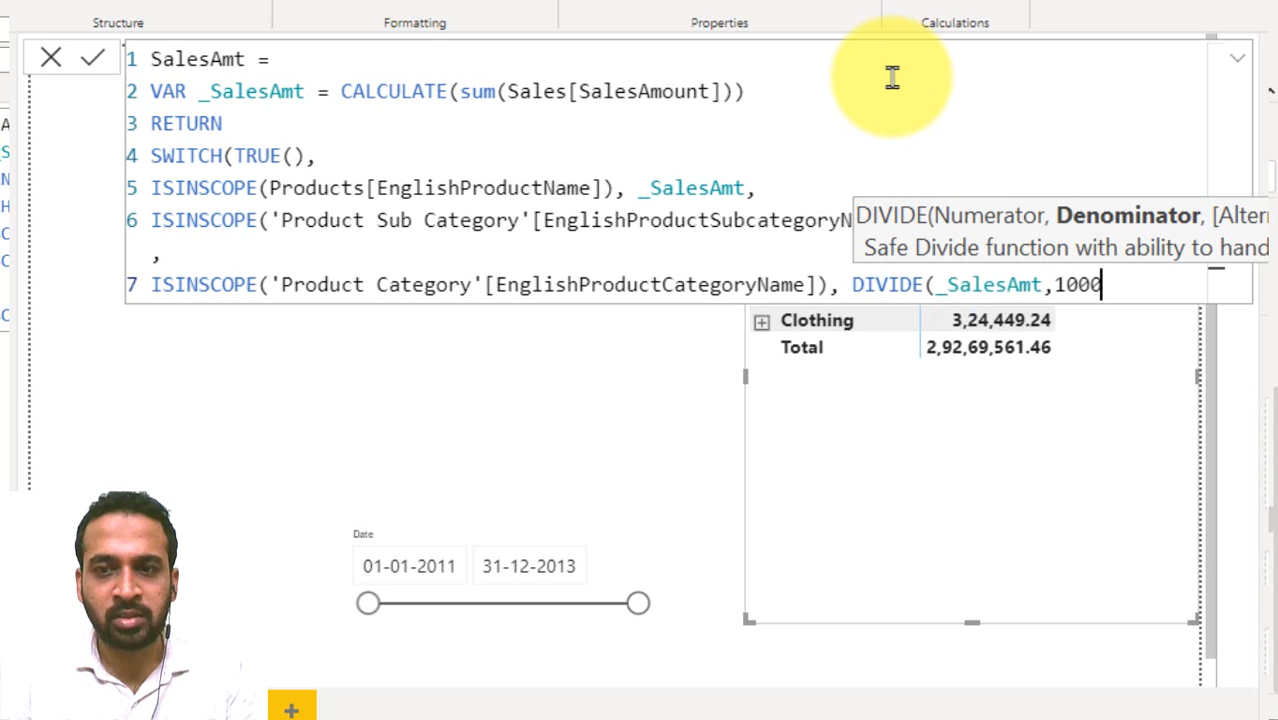 Structure Formatting Properties Calculations
1 SalesAmt =
2 VAR _SalesAmt = CALCULATE(sum(Sales[SalesAmount]))
3 RETURN
4 SWITCH(TRUE(),
5 ISINSCOPE(Products[EnglishProductName]), _SalesAmt,
6 ISINSCOPE('Product Sub Category'[EnglishProductSubcategoryN
,
7 ISINSCOPE('Product Category'[EnglishProductCategoryName]), DIVIDE(_SalesAmt,1000
DIVIDE(Numerator, Denominator, [Altern
Safe Divide function with ability to hand
Clothing 3,24,449.24
Total 2,92,69,561.46
Date
01-01-2011 31-12-2013